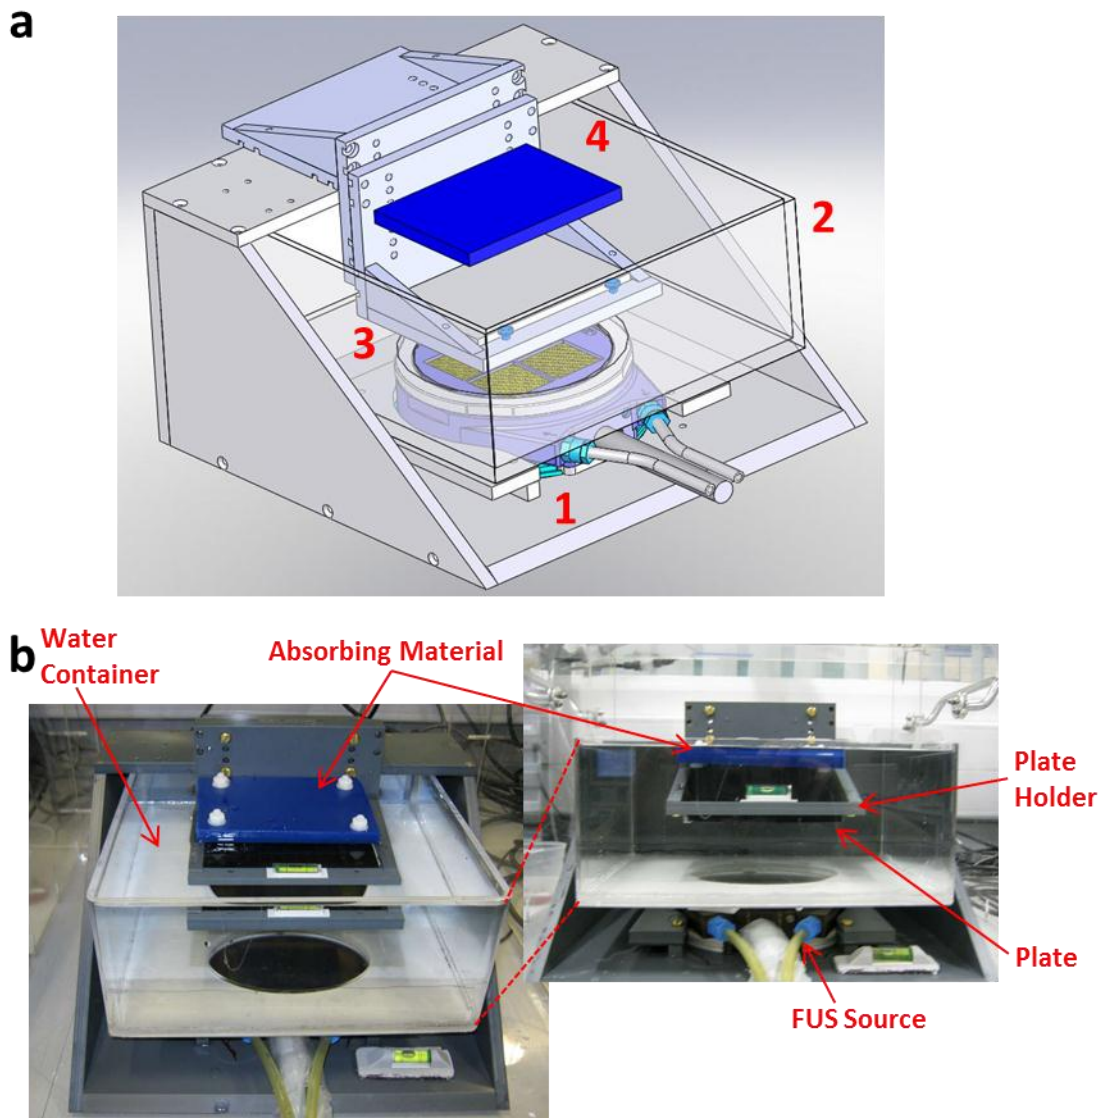 a
4
2
3
1
b
Water
Container
Absorbing Material
Plate
Holder
Plate
FUS Source